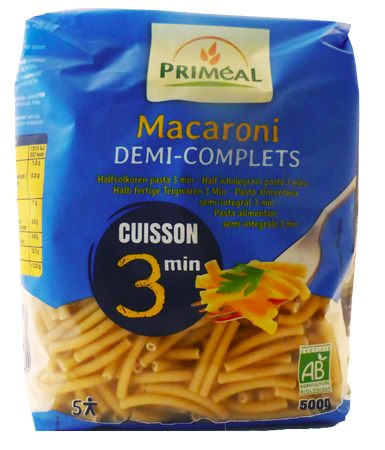 PRIMéAL
Macaroni
DEMI-COMPLETS
Halfvolkoren pasta 3 min - Half wholegrain pasta 3 min
Halb fertige Teigwaren 3 Min - Pasta alimentaria
semi-integral 3 min
Pasta alimentare
semi-integrale 3 min
CUISSON
3 min
5
CERTIFIÉ
AB
AGRICULTURE
BIOLOGIQUE
500g